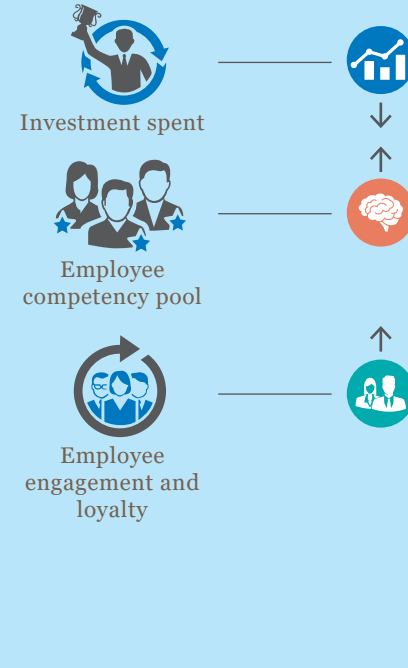 Investment spent
Employee
competency pool
Employee
engagement and
loyalty